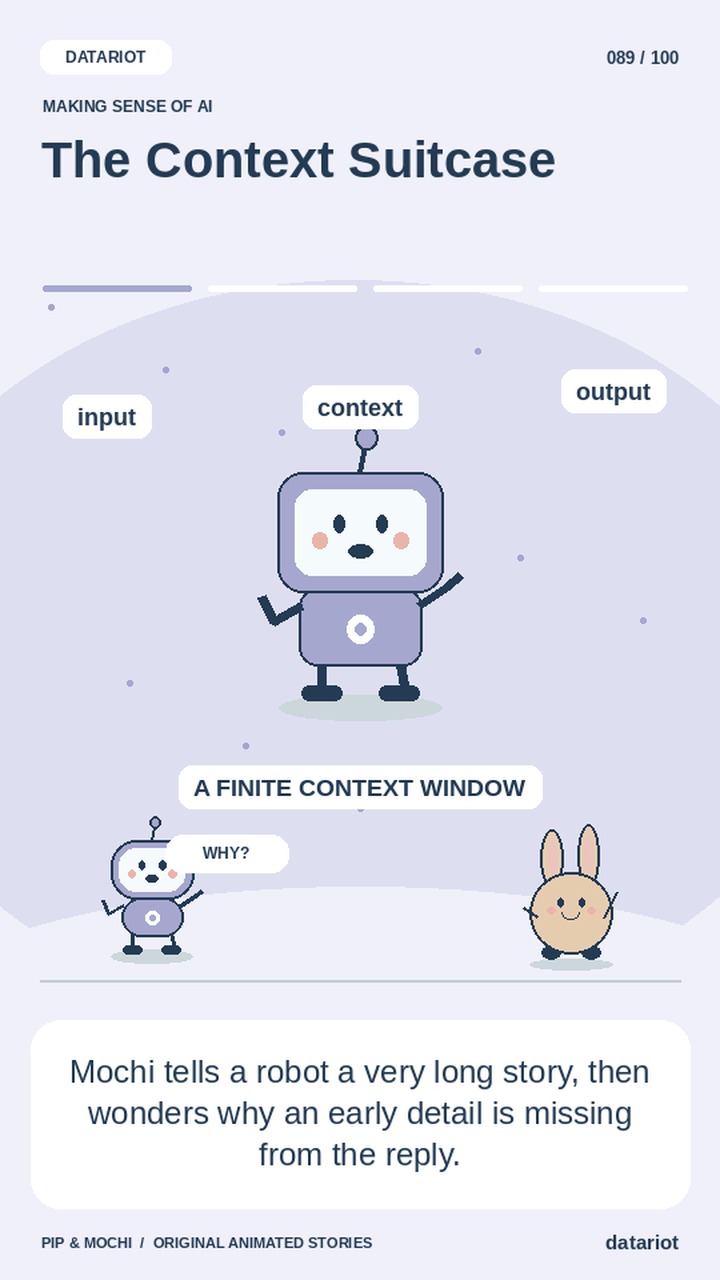 DATARIOT
089 / 100
MAKING SENSE OF AI
The Context Suitcase
input
context
output
A FINITE CONTEXT WINDOW
WHY?
Mochi tells a robot a very long story, then
wonders why an early detail is missing
from the reply.
PIP & MOCHI / ORIGINAL ANIMATED STORIES
datariot